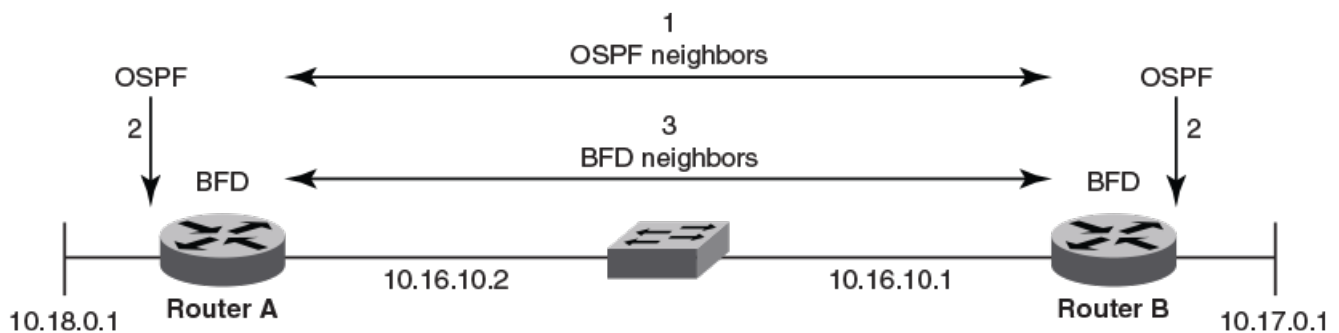 1
OSPF neighbors
OSPF
OSPF
2
2
3
BFD neighbors
BFD
BFD
10.16.10.2
10.16.10.1
Router A
Router B
10.18.0.1
10.17.0.1